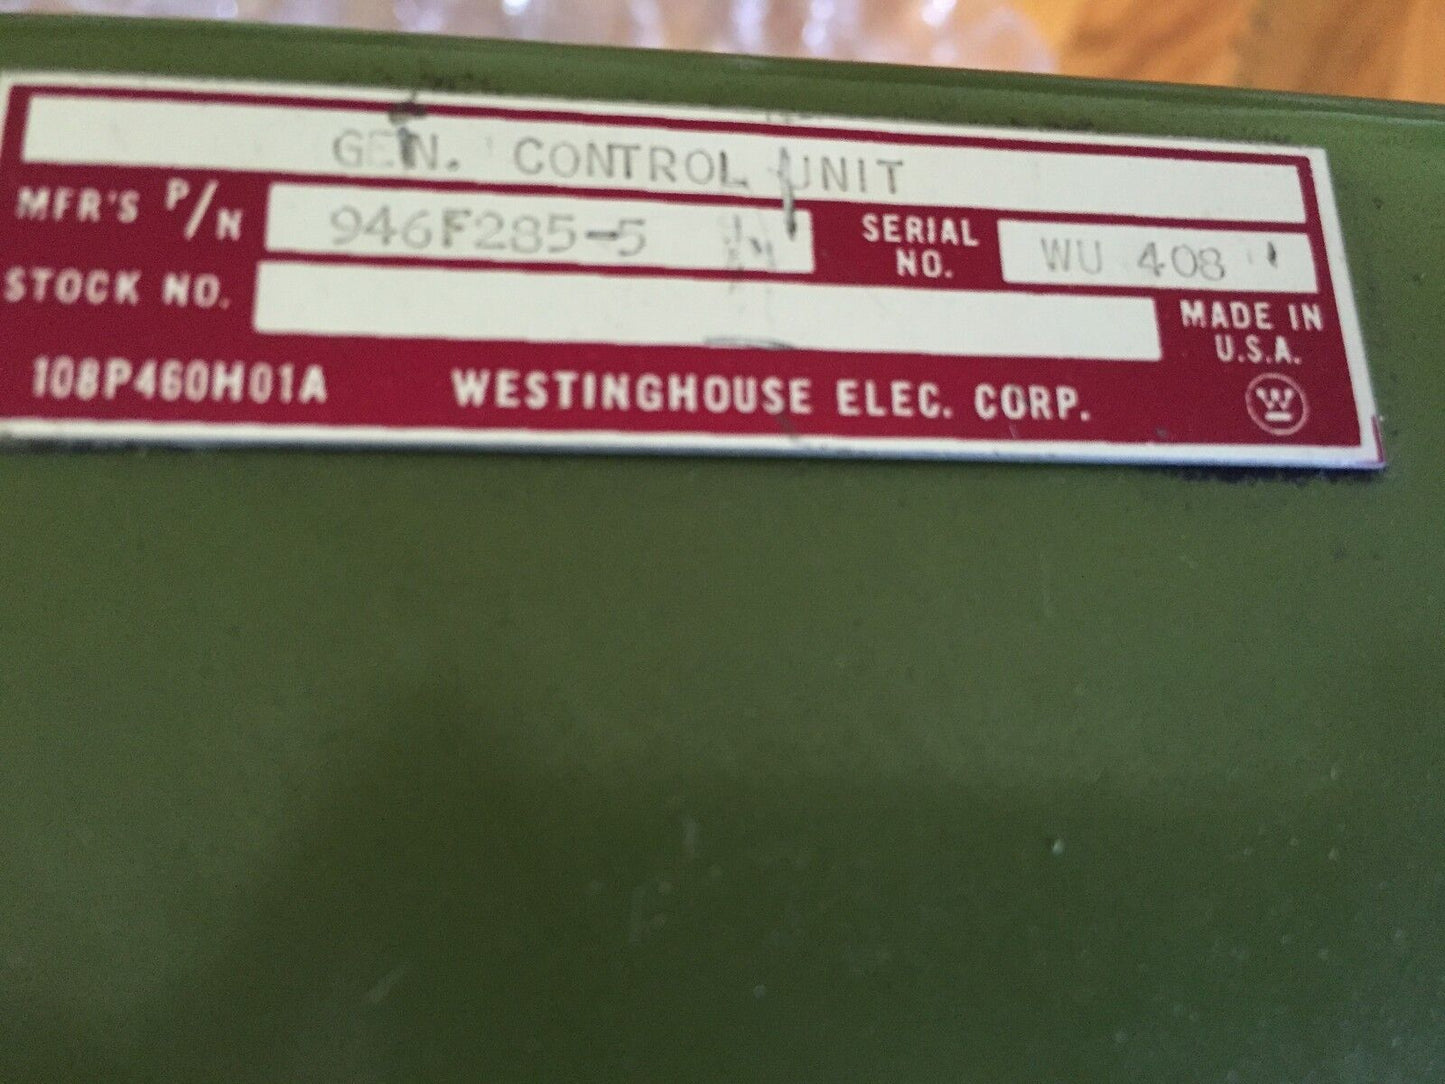 GEN. CONTROL UNIT
MFR'S P/N 946F285-5
SERIAL NO. WU 408
STOCK NO.
MADE IN U.S.A.
108P460H01A WESTINGHOUSE ELEC. CORP.
W